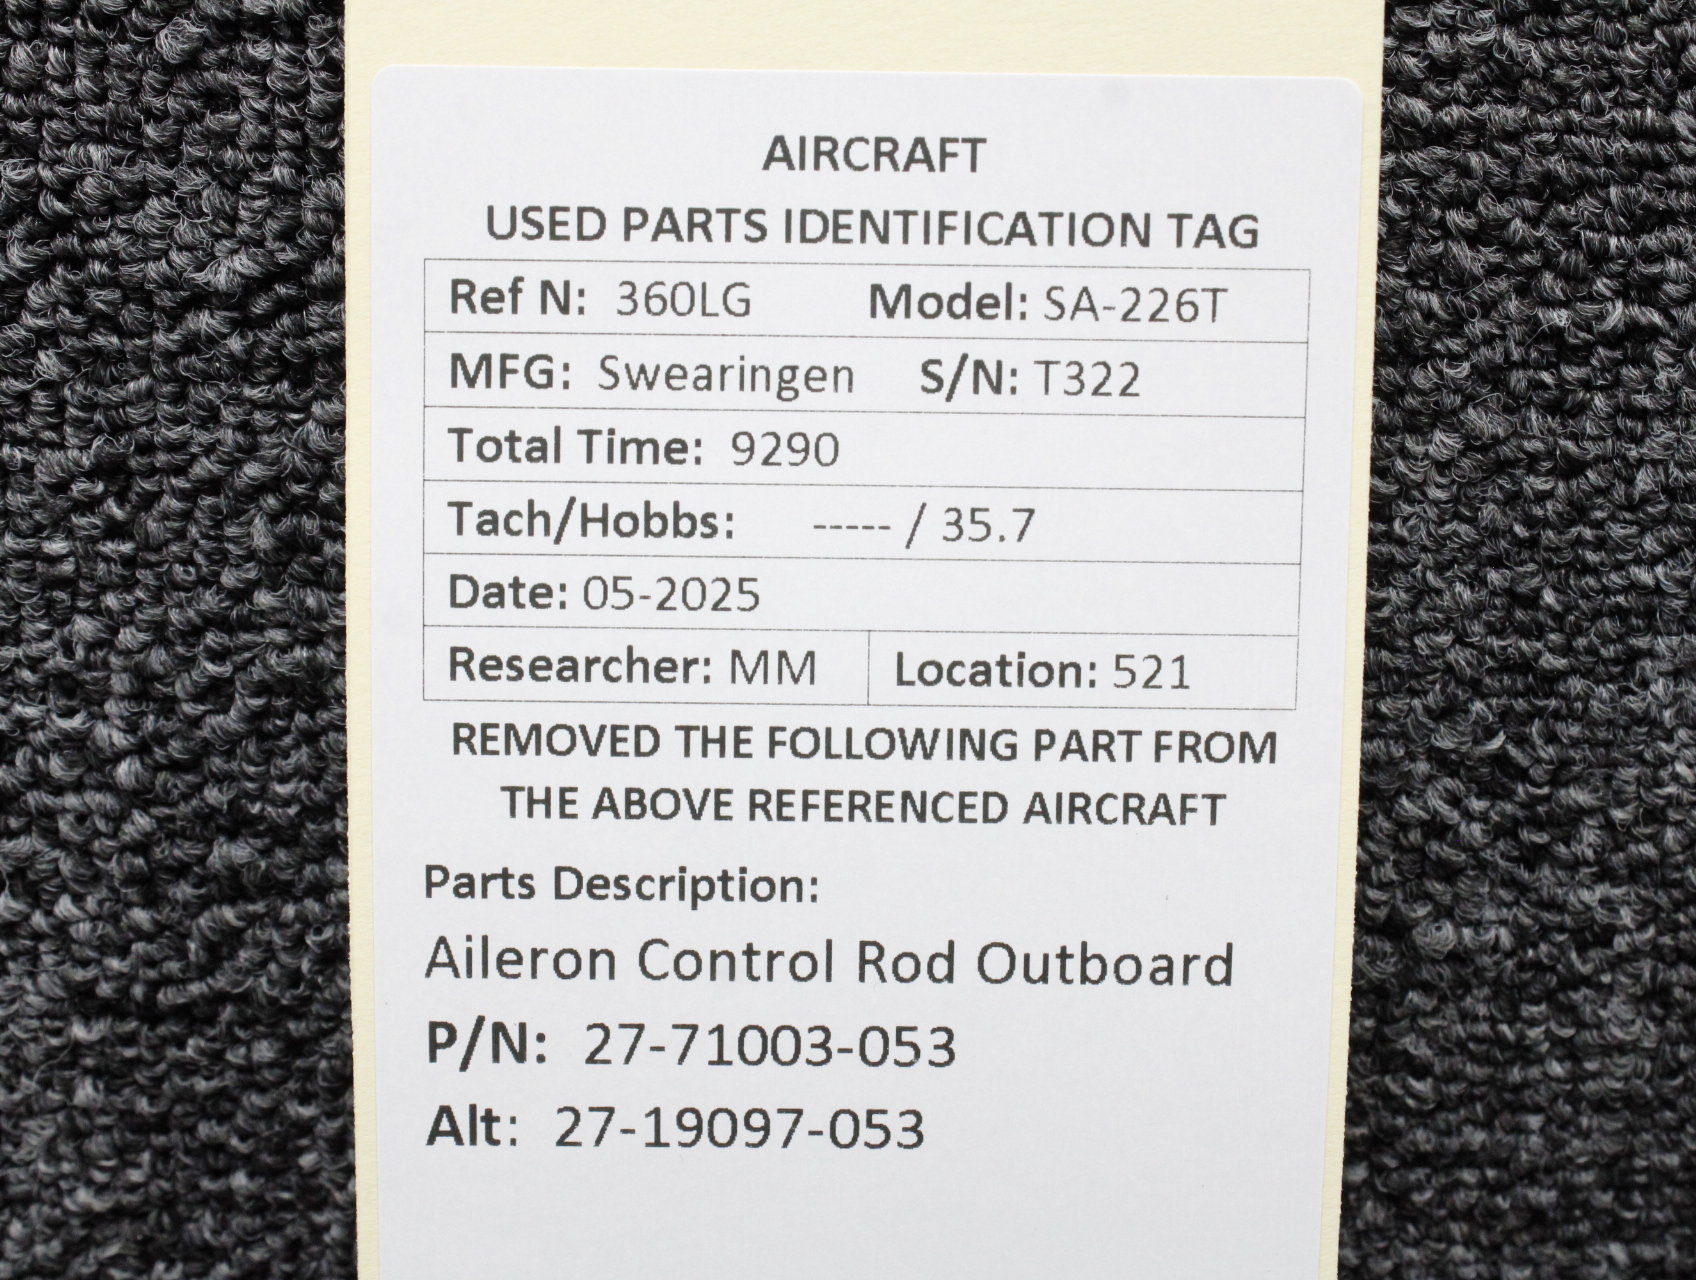 AIRCRAFT
USED PARTS IDENTIFICATION TAG
Ref N: 360LG Model: SA-226T
MFG: Swearingen S/N: T322
Total Time: 9290
Tach/Hobbs: ----- / 35.7
Date: 05-2025
Researcher: MM Location: 521
REMOVED THE FOLLOWING PART FROM
THE ABOVE REFERENCED AIRCRAFT
Parts Description:
Aileron Control Rod Outboard
P/N: 27-71003-053
Alt: 27-19097-053